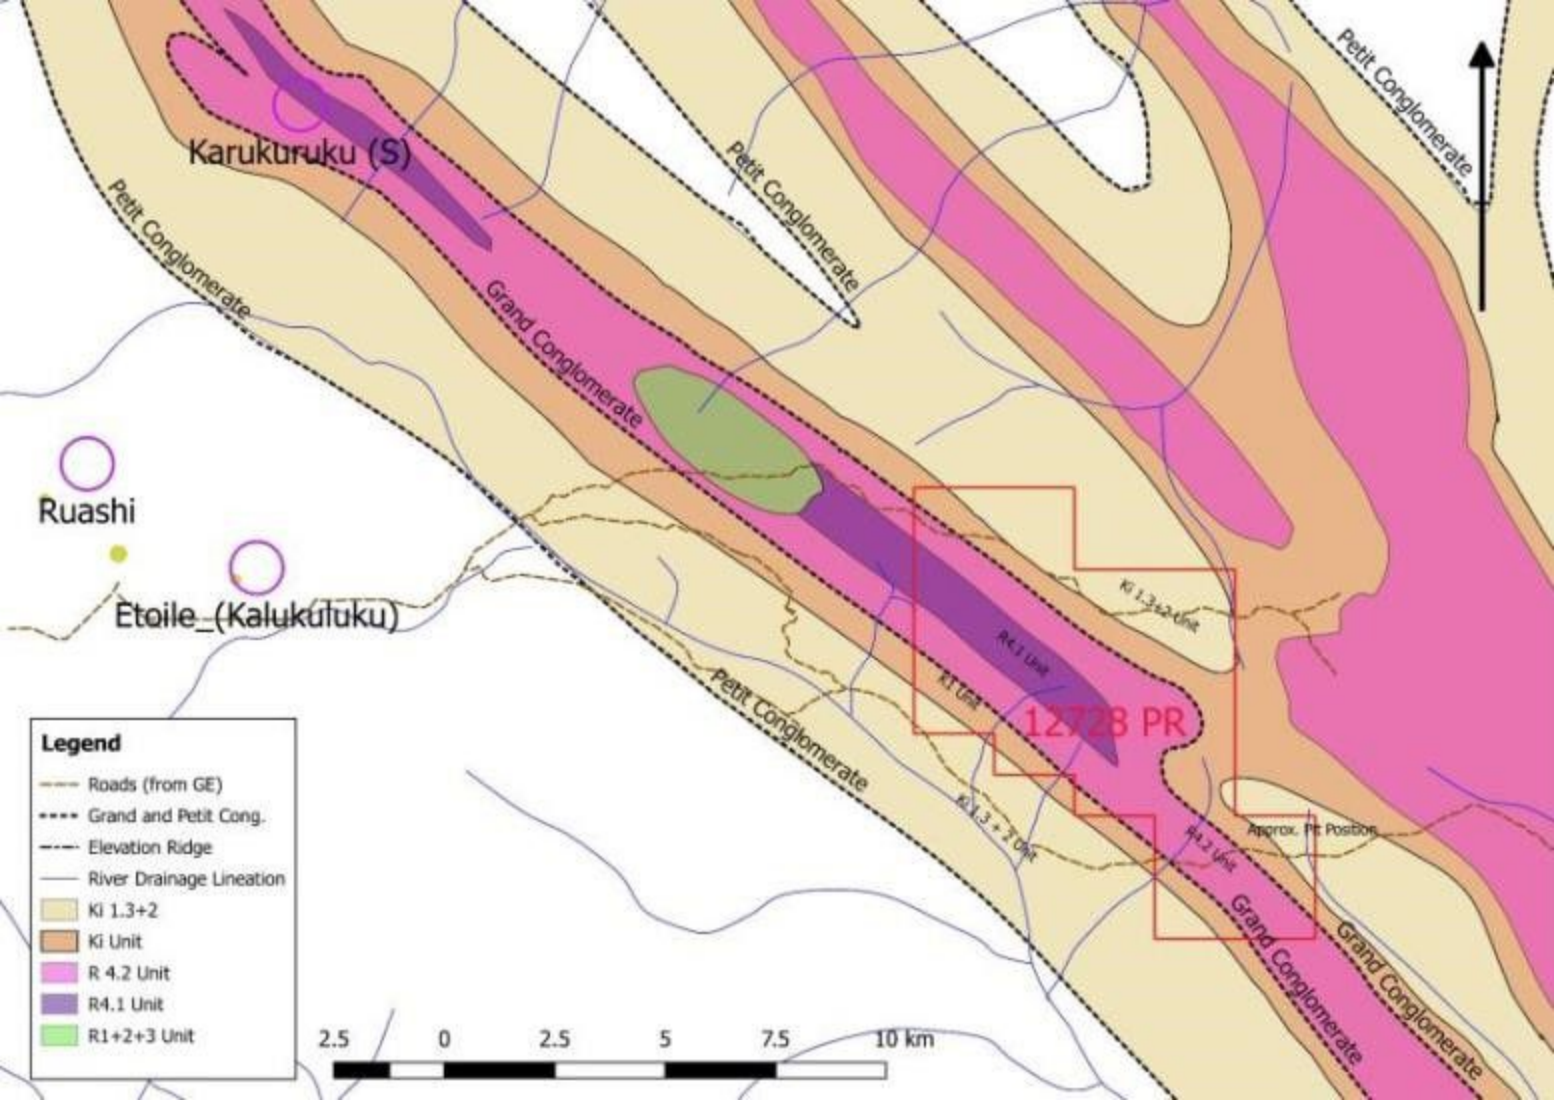 Petit Conglomerate
Karukuruku (S)
Petit Conglomerate
Petit Conglomerate
Grand Conglomerate
Ruashi
Etoile_(Kalukuluku)
Ki 1.3+2 Unit
R4.1 Unit
K1 Unit
12728 PR
Petit Conglomerate
Ki 1.3 + 2 Unit
Approx. Pit Position
R4.2 Unit
Grand Conglomerate
Grand Conglomerate
Legend
Roads (from GE)
Grand and Petit Cong.
Elevation Ridge
River Drainage Lineation
Ki 1.3+2
Ki Unit
R 4.2 Unit
R4.1 Unit
R1+2+3 Unit
2.5 0 2.5 5 7.5 10 km